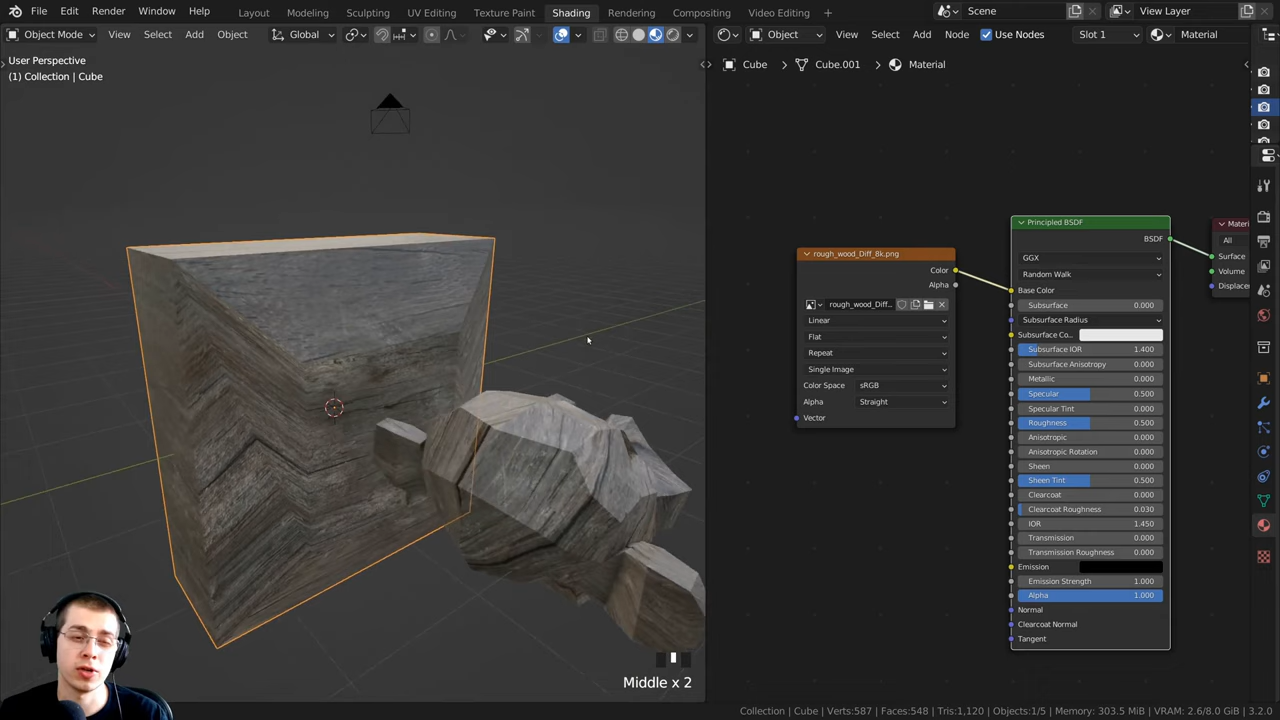 File Edit Render Window Help Layout Modeling Sculpting UV Editing Texture Paint Shading Rendering Compositing Video Editing + Scene View Layer
Object Mode View Select Add Object Global Object View Select Add Node Use Nodes Slot 1 Material
User Perspective
(1) Collection | Cube
Cube > Cube.001 > Material
Principled BSDF
BSDF
GGX
Random Walk
Base Color
Subsurface 0.000
Subsurface Radius
Subsurface Co...
Subsurface IOR 1.400
Subsurface Anisotropy 0.000
Metallic 0.000
Specular 0.500
Specular Tint 0.000
Roughness 0.500
Anisotropic 0.000
Anisotropic Rotation 0.000
Sheen 0.000
Sheen Tint 0.500
Clearcoat 0.000
Clearcoat Roughness 0.030
IOR 1.450
Transmission 0.000
Transmission Roughness 0.000
Emission
Emission Strength 1.000
Alpha 1.000
Normal
Clearcoat Normal
Tangent
rough_wood_Diff_8k.png
Color
Alpha
rough_wood_Diff...
Linear
Flat
Repeat
Single Image
Color Space sRGB
Alpha Straight
Vector
Materi
All
Surface
Volume
Displace
Middle x 2
Collection | Cube | Verts:587 | Faces:548 | Tris:1,120 | Objects:1/5 | Memory: 303.5 MiB | VRAM: 2.6/8.0 GiB | 3.2.0